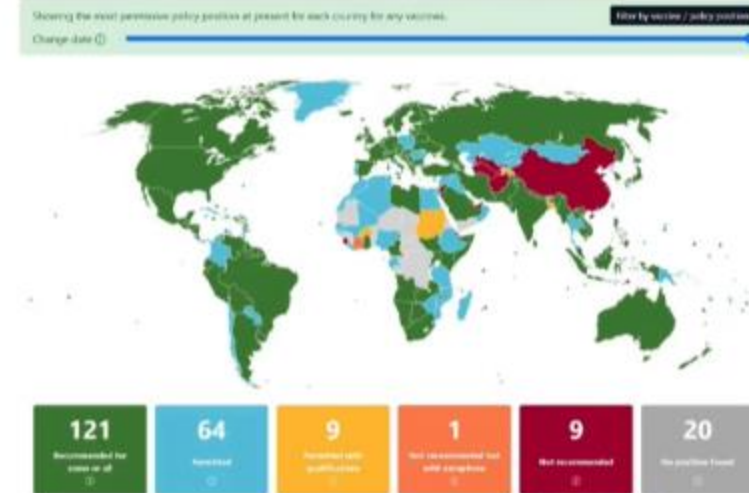 Showing the most permissive policy position at present for each country for any vaccines.
Filter by vaccine / policy position
Change date
121
Recommended for
some or all
64
Permitted
9
Permitted with
qualifications
1
Not recommended but
with exceptions
9
Not recommended
20
No position found